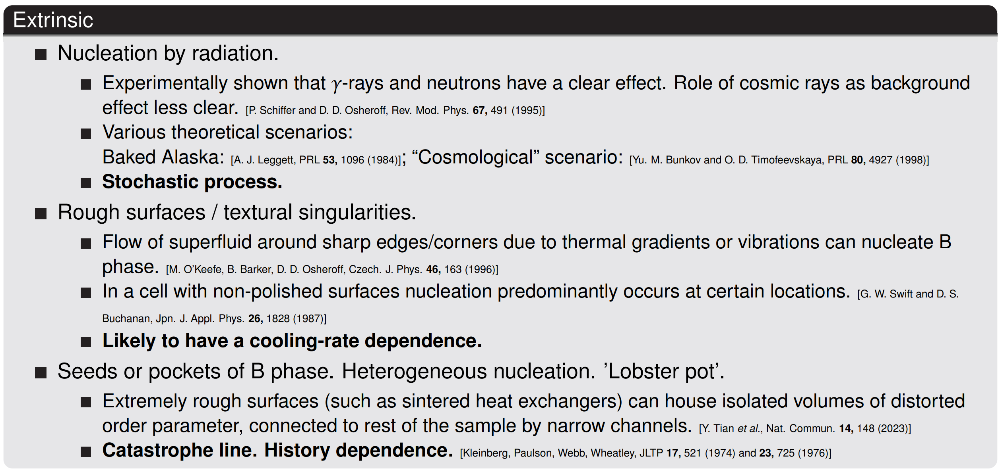 Extrinsic
Nucleation by radiation.
Experimentally shown that γ-rays and neutrons have a clear effect. Role of cosmic rays as background
effect less clear. [P. Schiffer and D. D. Osheroff, Rev. Mod. Phys. 67, 491 (1995)]
Various theoretical scenarios:
Baked Alaska: [A. J. Leggett, PRL 53, 1096 (1984)]; “Cosmological” scenario: [Yu. M. Bunkov and O. D. Timofeevskaya, PRL 80, 4927 (1998)]
Stochastic process.
Rough surfaces / textural singularities.
Flow of superfluid around sharp edges/corners due to thermal gradients or vibrations can nucleate B
phase. [M. O’Keefe, B. Barker, D. D. Osheroff, Czech. J. Phys. 46, 163 (1996)]
In a cell with non-polished surfaces nucleation predominantly occurs at certain locations. [G. W. Swift and D. S.
Buchanan, Jpn. J. Appl. Phys. 26, 1828 (1987)]
Likely to have a cooling-rate dependence.
Seeds or pockets of B phase. Heterogeneous nucleation. ’Lobster pot’.
Extremely rough surfaces (such as sintered heat exchangers) can house isolated volumes of distorted
order parameter, connected to rest of the sample by narrow channels. [Y. Tian et al., Nat. Commun. 14, 148 (2023)]
Catastrophe line. History dependence. [Kleinberg, Paulson, Webb, Wheatley, JLTP 17, 521 (1974) and 23, 725 (1976)]